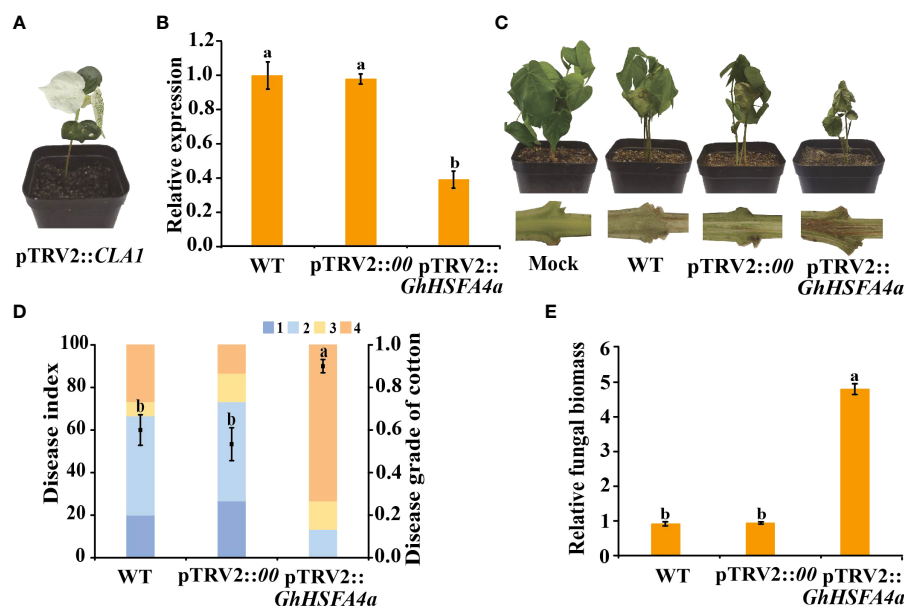 A
pTRV2::CLA1
B
Relative expression
1.2
1.0
0.8
0.6
0.4
0.2
0.0
a
a
b
WT
pTRV2::00
pTRV2::
GhHSFA4a
C
Mock
WT
pTRV2::00
pTRV2::
GhHSFA4a
D
1 2 3 4
Disease index
100
80
60
40
20
0
b
b
a
1.0
0.8
0.6
0.4
0.2
0.0
Disease grade of cotton
WT
pTRV2::00
pTRV2::
GhHSFA4a
E
Relative fungal biomass
6
5
4
3
2
1
0
b
b
a
WT
pTRV2::00
pTRV2::
GhHSFA4a